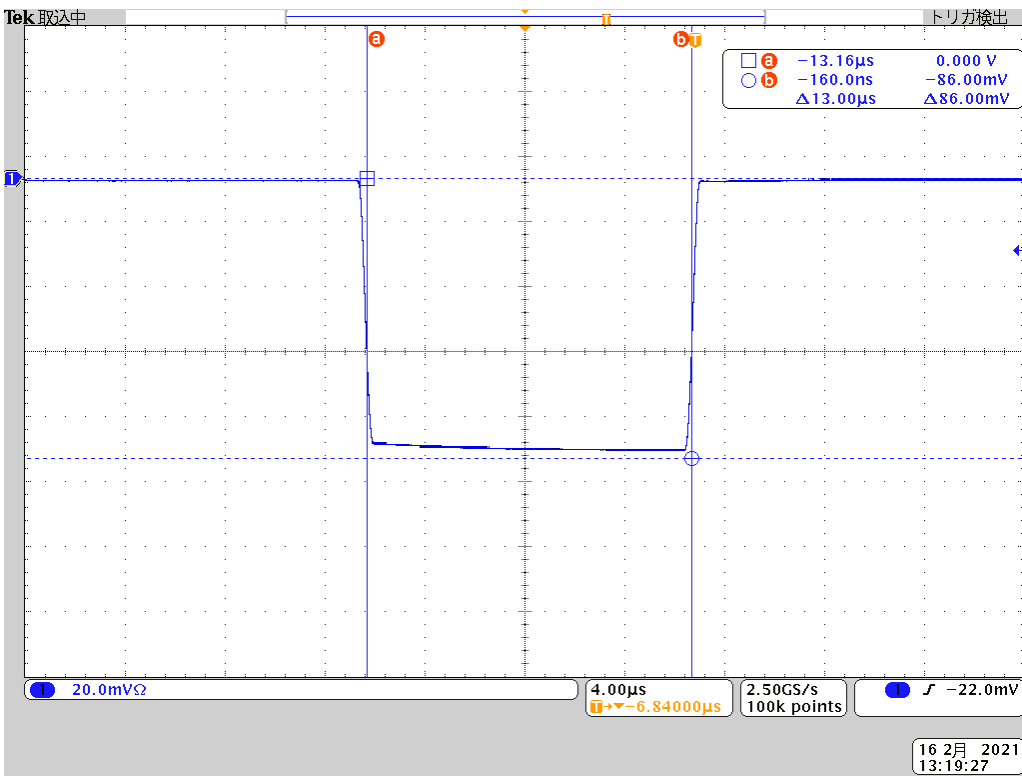 Tek 取込中
トリガ検出
T
a
b T
a −13.16µs 0.000 V
b −160.0ns −86.00mV
Δ13.00µs Δ86.00mV
1
1 20.0mVΩ
4.00µs
T→▼−6.84000µs
2.50GS/s
100k points
1 ƒ −22.0mV
16 2月 2021
13:19:27